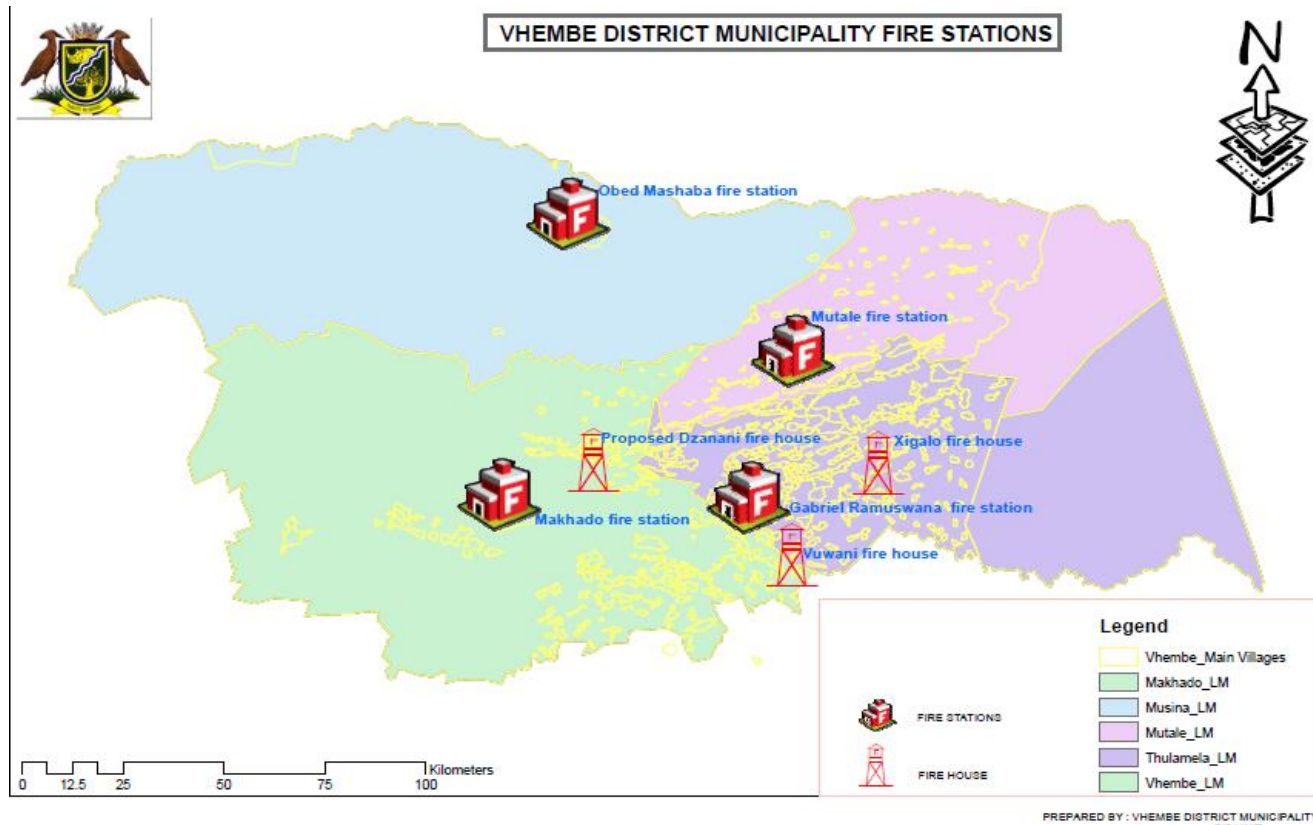 VHEMBE DISTRICT MUNICIPALITY FIRE STATIONS
N
Obed Mashaba fire station
Mutale fire station
Proposed Dzanani fire house
Xigalo fire house
Makhado fire station
Gabriel Ramuswana fire station
Vuwani fire house
Legend
Vhembe_Main Villages
Makhado_LM
Musina_LM
Mutale_LM
Thulamela_LM
Vhembe_LM
FIRE STATIONS
FIRE HOUSE
Kilometers
0 12.5 25 50 75 100
PREPARED BY : VHEMBE DISTRICT MUNICIPALIT